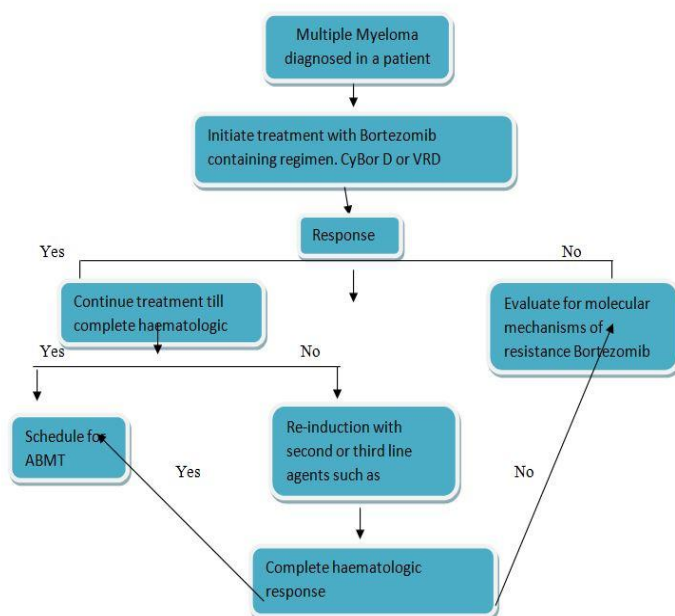 Multiple Myeloma
diagnosed in a patient
Initiate treatment with Bortezomib
containing regimen. CyBor D or VRD
Response
Yes
No
Continue treatment till
complete haematologic
Evaluate for molecular
mechanisms of
resistance Bortezomib
Yes
No
Schedule for
ABMT
Re-induction with
second or third line
agents such as
Yes
No
Complete haematologic
response